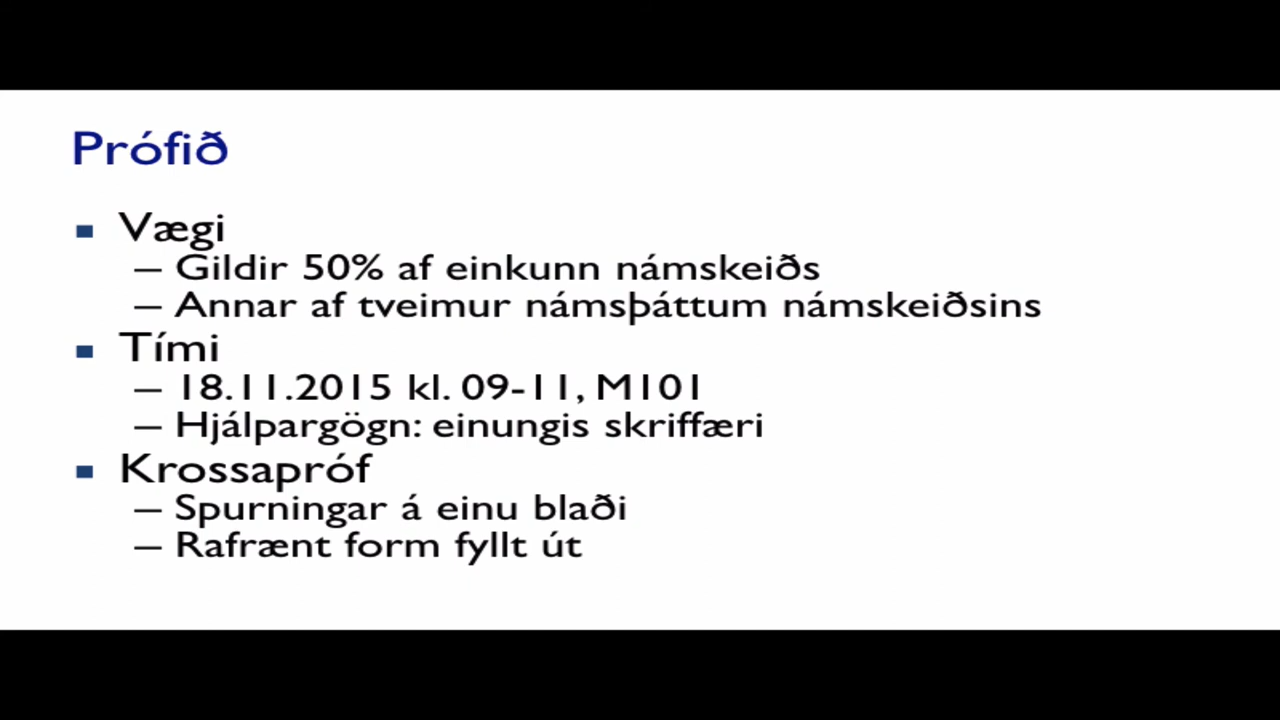 Prófið
Vægi
– Gildir 50% af einkunn námskeiðs
– Annar af tveimur námsþáttum námskeiðsins
Tími
– 18.11.2015 kl. 09-11, M101
– Hjálpargögn: einungis skriffæri
Krossapróf
– Spurningar á einu blaði
– Rafrænt form fyllt út